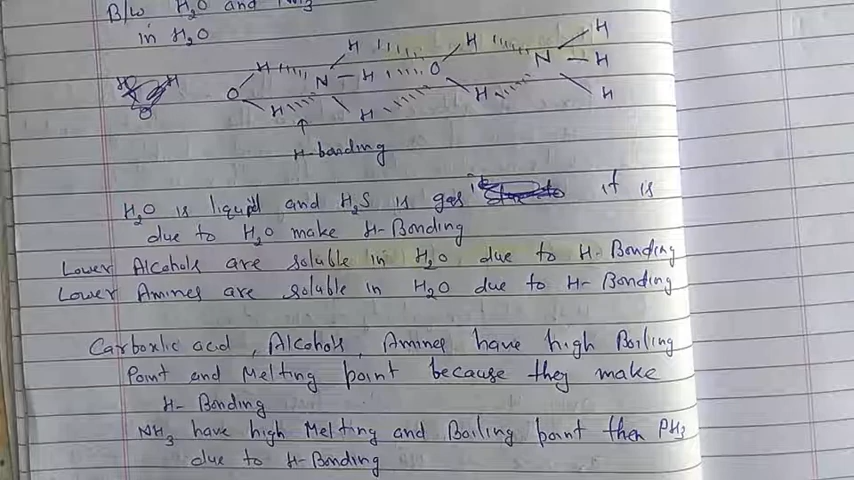 B/w H2O and NH3
in H2O
H H H
H N H O N H
O H H H H
H-bonding
H2O is liquid and H2S is gas it is
due to H2O make H-Bonding
Lower Alcohols are soluble in H2O due to H-Bonding
Lower Amines are soluble in H2O due to H-Bonding
Carboxlic acid, Alcohols, Amines have high Boiling
Point and Melting point because they make
H-Bonding
NH3 have high Melting and Boiling point then PH3
due to H-Bonding